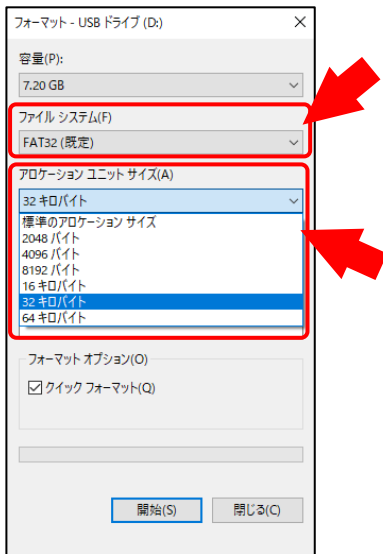 フォーマット - USB ドライブ (D:)
容量(P):
7.20 GB
ファイル システム(F)
FAT32 (既定)
アロケーション ユニット サイズ(A)
32 キロバイト
標準のアロケーション サイズ
2048 バイト
4096 バイト
8192 バイト
16 キロバイト
32 キロバイト
64 キロバイト
フォーマット オプション(O)
クイック フォーマット(Q)
開始(S)
閉じる(C)